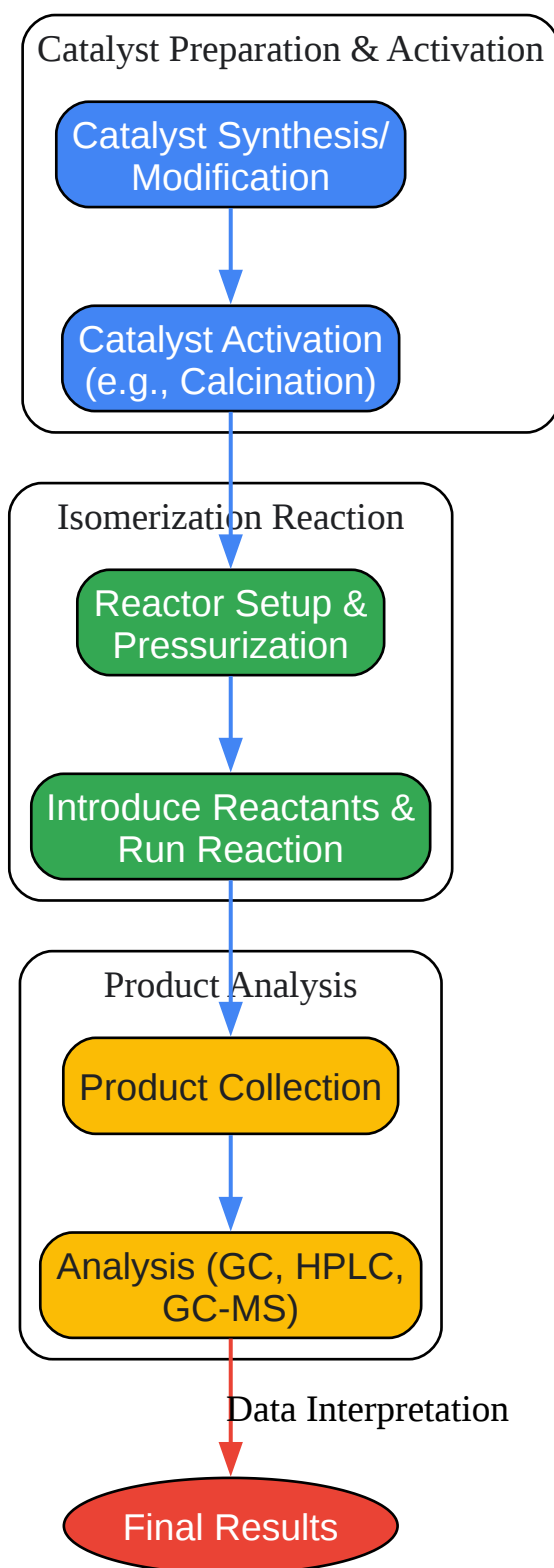 Catalyst Preparation & Activation
Catalyst Synthesis/
Modification
Catalyst Activation
(e.g., Calcination)
Isomerization Reaction
Reactor Setup &
Pressurization
Introduce Reactants &
Run Reaction
Product Analysis
Product Collection
Analysis (GC, HPLC,
GC-MS)
Data Interpretation
Final Results